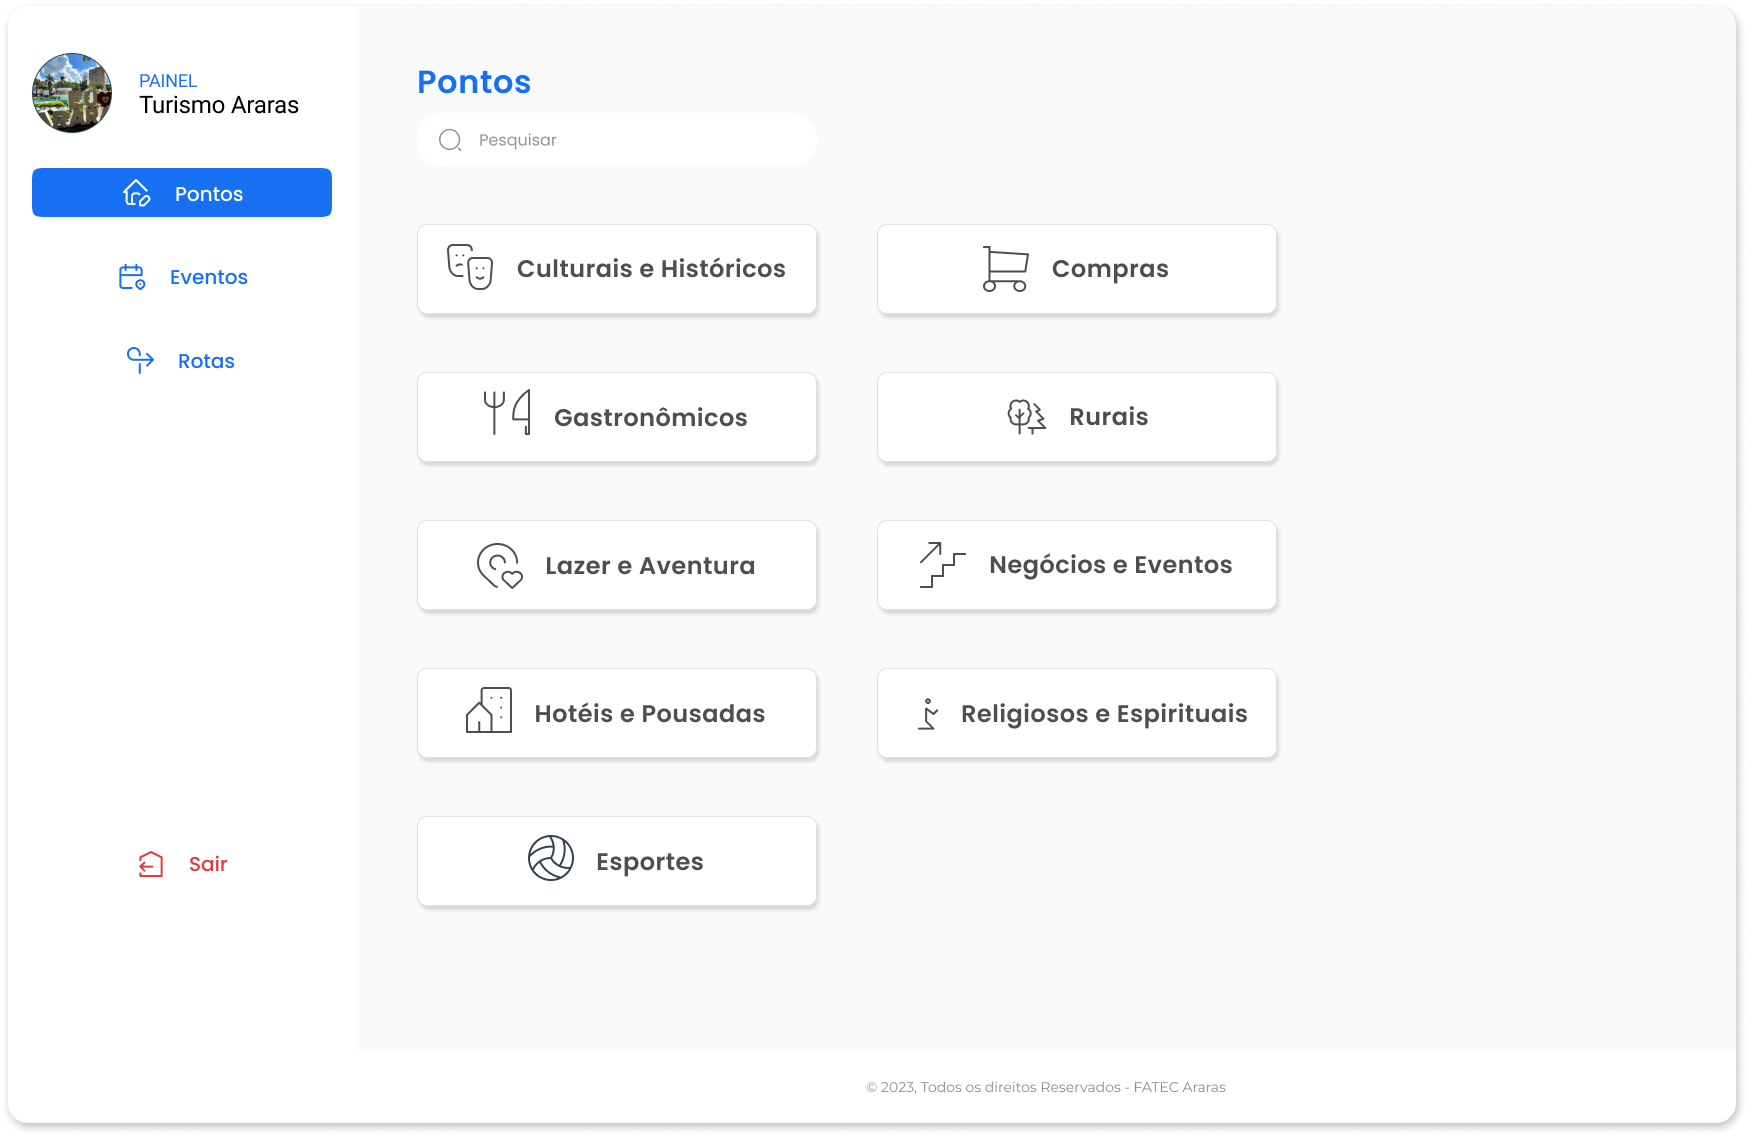 PAINEL
Turismo Araras
Pontos
Eventos
Rotas
Sair
Pontos
Pesquisar
Culturais e Históricos
Compras
Gastronômicos
Rurais
Lazer e Aventura
Negócios e Eventos
Hotéis e Pousadas
Religiosos e Espirituais
Esportes
© 2023, Todos os direitos Reservados - FATEC Araras